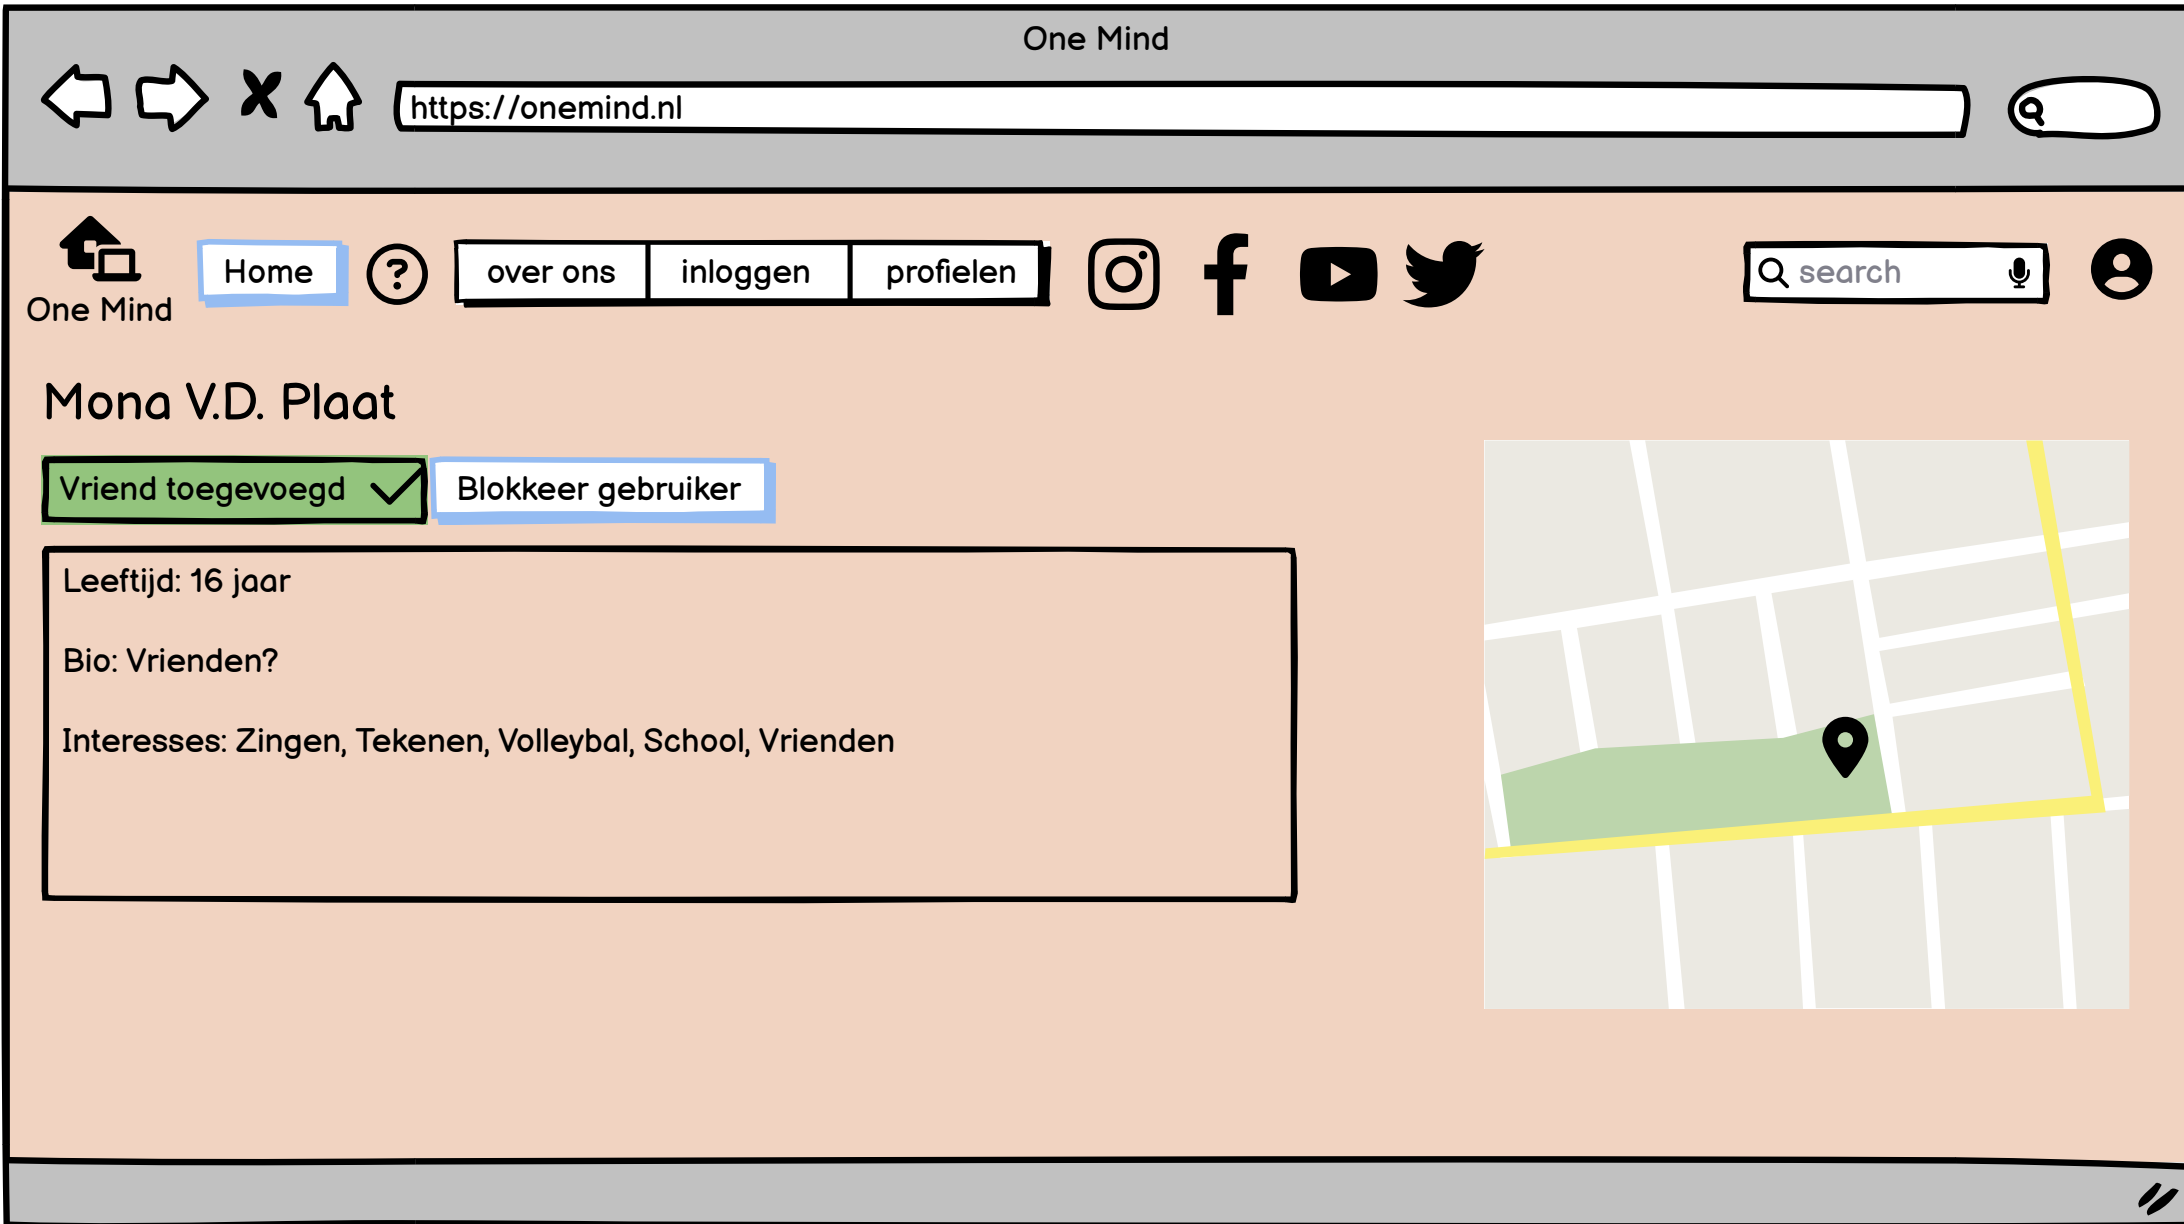 One Mind
https://onemind.nl
One Mind
Home
?
over ons
inloggen
profielen
search
Mona V.D. Plaat
Vriend toegevoegd
Blokkeer gebruiker
Leeftijd: 16 jaar
Bio: Vrienden?
Interesses: Zingen, Tekenen, Volleybal, School, Vrienden